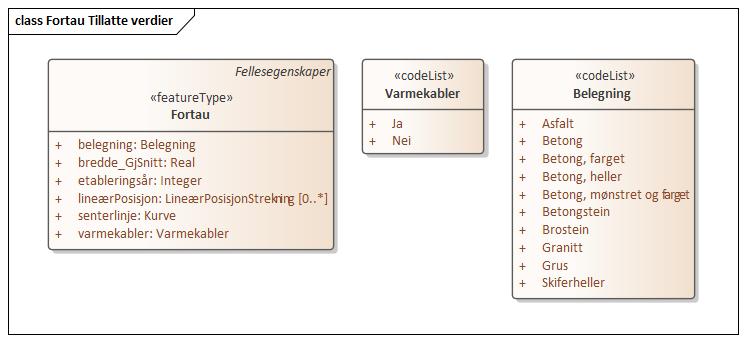 class Fortau Tillatte verdier
Fellesegenskaper
«featureType»
Fortau
+ belegning: Belegning
+ bredde_GjSnitt: Real
+ etableringsår: Integer
+ lineærPosisjon: LineærPosisjonStrekning [0..*]
+ senterlinje: Kurve
+ varmekabler: Varmekabler
«codeList»
Varmekabler
+ Ja
+ Nei
«codeList»
Belegning
+ Asfalt
+ Betong
+ Betong, farget
+ Betong, heller
+ Betong, mønstret og farget
+ Betongstein
+ Brostein
+ Granitt
+ Grus
+ Skiferheller